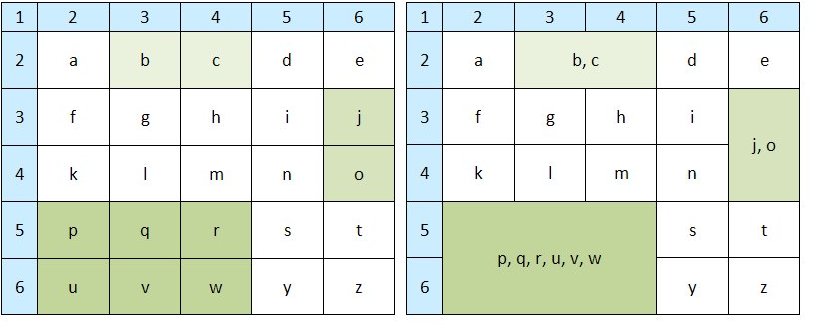 1 2 3 4 5 6
2 a b c d e
3 f g h i j
4 k l m n o
5 p q r s t
6 u v w y z
1 2 3 4 5 6
2 a b, c d e
3 f g h i
j, o
4 k l m n
5 s t
p, q, r, u, v, w
6 y z